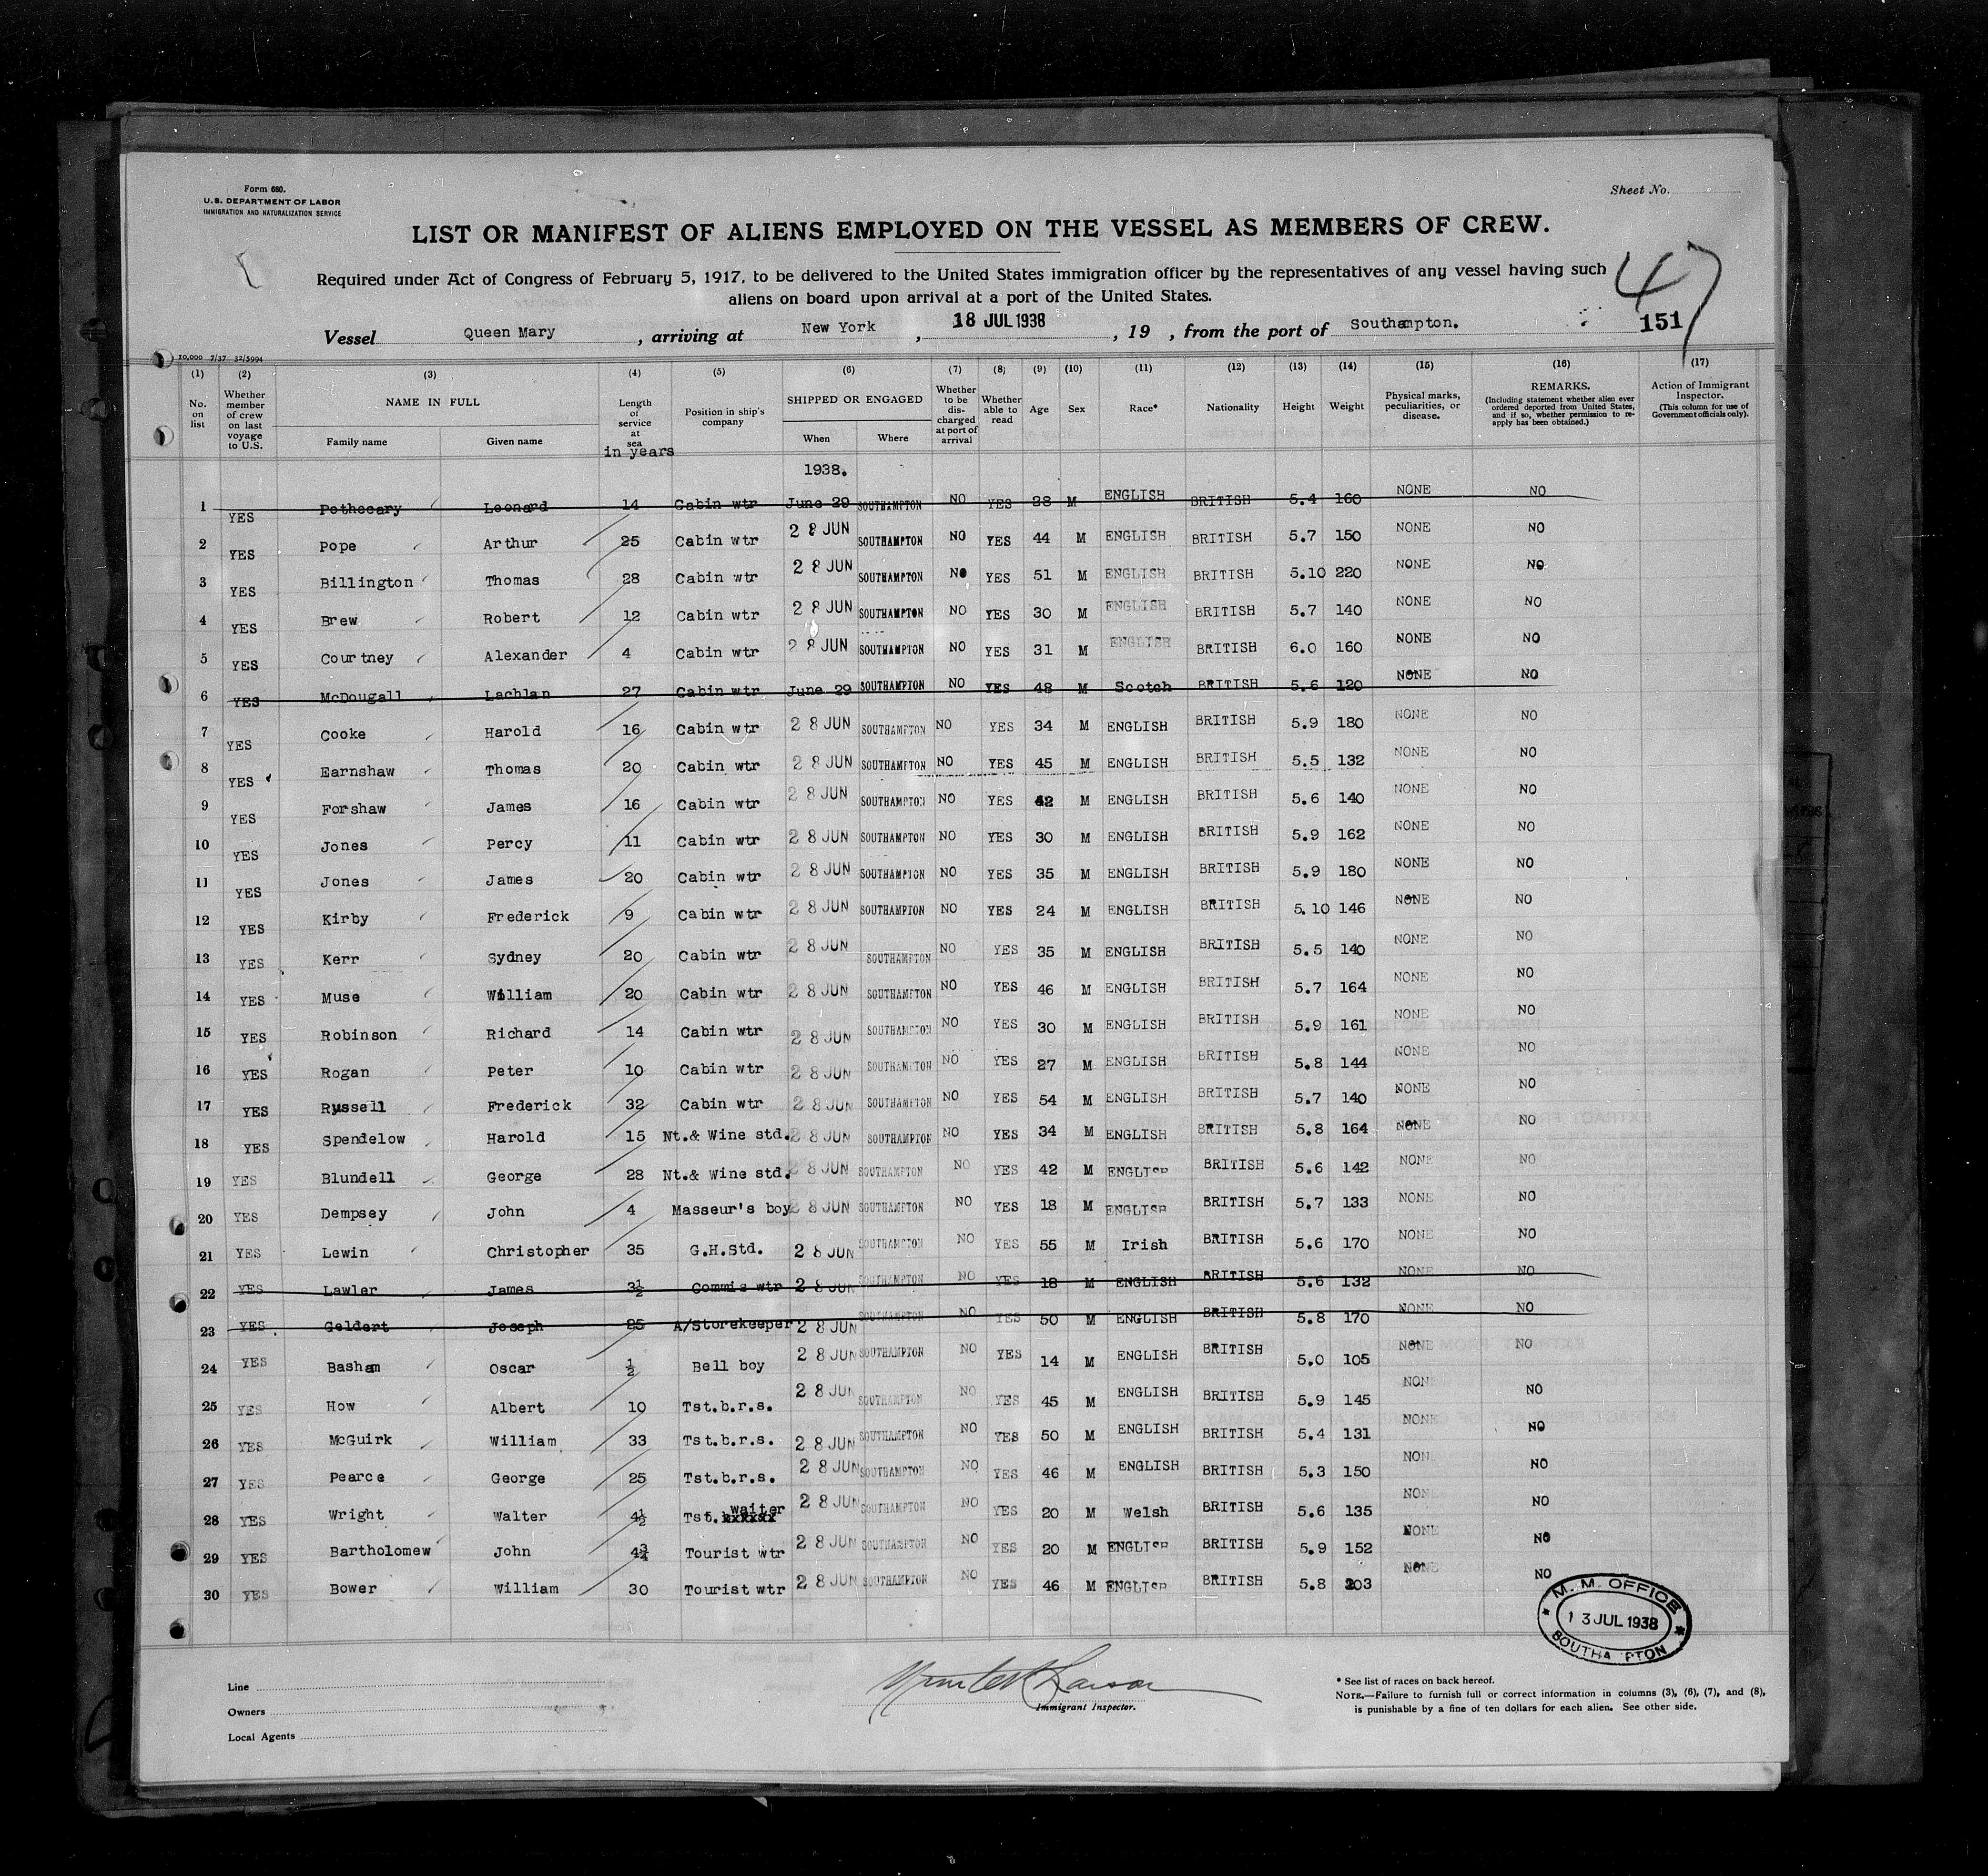 Form 680.
U.S. DEPARTMENT OF LABOR
IMMIGRATION AND NATURALIZATION SERVICE
Sheet No.
LIST OR MANIFEST OF ALIENS EMPLOYED ON THE VESSEL AS MEMBERS OF CREW.
Required under Act of Congress of February 5, 1917, to be delivered to the United States immigration officer by the representatives of any vessel having such
aliens on board upon arrival at a port of the United States.
47
Vessel Queen Mary, arriving at New York, 18 JUL 1938, 19 , from the port of Southampton. 151
10,000 7/37 32/5994
(1) (2) (3) (4) (5) (6) (7) (8) (9) (10) (11) (12) (13) (14) (15) (16) (17)
No. on list
Whether member of crew on last voyage to U.S.
NAME IN FULL
Family name Given name
Length of service at sea in years
Position in ship's company
SHIPPED OR ENGAGED
When Where
Whether to be discharged at port of arrival
Whether able to read
Age
Sex
Race*
Nationality
Height
Weight
Physical marks, peculiarities, or disease.
REMARKS.
(Including statement whether alien ever ordered deported from United States, and if so, whether permission to re-apply has been obtained.)
Action of Immigrant Inspector.
(This column for use of Government officials only).
1938.
1 YES Pothecary Leonard 14 Cabin wtr June 29 SOUTHAMPTON NO YES 28 M ENGLISH BRITISH 5.4 160 NONE NO
2 YES Pope Arthur 25 Cabin wtr 28 JUN SOUTHAMPTON NO YES 44 M ENGLISH BRITISH 5.7 150 NONE NO
3 YES Billington Thomas 28 Cabin wtr 28 JUN SOUTHAMPTON NO YES 51 M ENGLISH BRITISH 5.10 220 NONE NO
4 YES Brew Robert 12 Cabin wtr 28 JUN SOUTHAMPTON NO YES 30 M ENGLISH BRITISH 5.7 140 NONE NO
5 YES Courtney Alexander 4 Cabin wtr 28 JUN SOUTHAMPTON NO YES 31 M ENGLISH BRITISH 6.0 160 NONE NO
6 YES McDougall Lachlan 27 Cabin wtr June 29 SOUTHAMPTON NO YES 48 M Scotch BRITISH 5.6 120 NONE NO
7 YES Cooke Harold 16 Cabin wtr 28 JUN SOUTHAMPTON NO YES 34 M ENGLISH BRITISH 5.9 180 NONE NO
8 YES Earnshaw Thomas 20 Cabin wtr 28 JUN SOUTHAMPTON NO YES 45 M ENGLISH BRITISH 5.5 132 NONE NO
9 YES Forshaw James 16 Cabin wtr 28 JUN SOUTHAMPTON NO YES 42 M ENGLISH BRITISH 5.6 140 NONE NO
10 YES Jones Percy 11 Cabin wtr 28 JUN SOUTHAMPTON NO YES 30 M ENGLISH BRITISH 5.9 162 NONE NO
11 YES Jones James 20 Cabin wtr 28 JUN SOUTHAMPTON NO YES 35 M ENGLISH BRITISH 5.9 180 NONE NO
12 YES Kirby Frederick 9 Cabin wtr 28 JUN SOUTHAMPTON NO YES 24 M ENGLISH BRITISH 5.10 146 NONE NO
13 YES Kerr Sydney 20 Cabin wtr 28 JUN SOUTHAMPTON NO YES 35 M ENGLISH BRITISH 5.5 140 NONE NO
14 YES Muse William 20 Cabin wtr 28 JUN SOUTHAMPTON NO YES 46 M ENGLISH BRITISH 5.7 164 NONE NO
15 YES Robinson Richard 14 Cabin wtr 28 JUN SOUTHAMPTON NO YES 30 M ENGLISH BRITISH 5.9 161 NONE NO
16 YES Rogan Peter 10 Cabin wtr 28 JUN SOUTHAMPTON NO YES 27 M ENGLISH BRITISH 5.8 144 NONE NO
17 YES Russell Frederick 32 Cabin wtr 28 JUN SOUTHAMPTON NO YES 54 M ENGLISH BRITISH 5.7 140 NONE NO
18 YES Spendelow Harold 15 Nt.& Wine std. 28 JUN SOUTHAMPTON NO YES 34 M ENGLISH BRITISH 5.8 164 NONE NO
19 YES Blundell George 28 Nt.& Wine std. 28 JUN SOUTHAMPTON NO YES 42 M ENGLISH BRITISH 5.6 142 NONE NO
20 YES Dempsey John 4 Masseur's boy 28 JUN SOUTHAMPTON NO YES 18 M ENGLISH BRITISH 5.7 133 NONE NO
21 YES Lewin Christopher 35 G.H.Std. 28 JUN SOUTHAMPTON NO YES 55 M Irish BRITISH 5.6 170 NONE NO
22 YES Lawler James 3½ Commis wtr 28 JUN SOUTHAMPTON NO YES 18 M ENGLISH BRITISH 5.6 132 NONE NO
23 YES Geldert Joseph 25 A/Storekeeper 28 JUN SOUTHAMPTON NO YES 50 M ENGLISH BRITISH 5.8 170 NONE NO
24 YES Basham Oscar ½ Bell boy 28 JUN SOUTHAMPTON NO YES 14 M ENGLISH BRITISH 5.0 105 NONE NO
25 YES How Albert 10 Tst.b.r.s. 28 JUN SOUTHAMPTON NO YES 45 M ENGLISH BRITISH 5.9 145 NONE NO
26 YES McGuirk William 33 Tst.b.r.s. 28 JUN SOUTHAMPTON NO YES 50 M ENGLISH BRITISH 5.4 131 NONE NO
27 YES Pearce George 25 Tst.b.r.s. 28 JUN SOUTHAMPTON NO YES 46 M ENGLISH BRITISH 5.3 150 NONE NO
28 YES Wright Walter 4½ Tst. waiter 28 JUN SOUTHAMPTON NO YES 20 M Welsh BRITISH 5.6 135 NONE NO
29 YES Bartholomew John 4¾ Tourist wtr 28 JUN SOUTHAMPTON NO YES 20 M ENGLISH BRITISH 5.9 152 NONE NO
30 YES Bower William 30 Tourist wtr 28 JUN SOUTHAMPTON NO YES 46 M ENGLISH BRITISH 5.8 203 NONE NO
M. M. OFFICE
13 JUL 1938
SOUTHAMPTON
Line
Owners
Local Agents
Immigrant Inspector.
* See list of races on back hereof.
NOTE.—Failure to furnish full or correct information in columns (3), (6), (7), and (8),
is punishable by a fine of ten dollars for each alien. See other side.